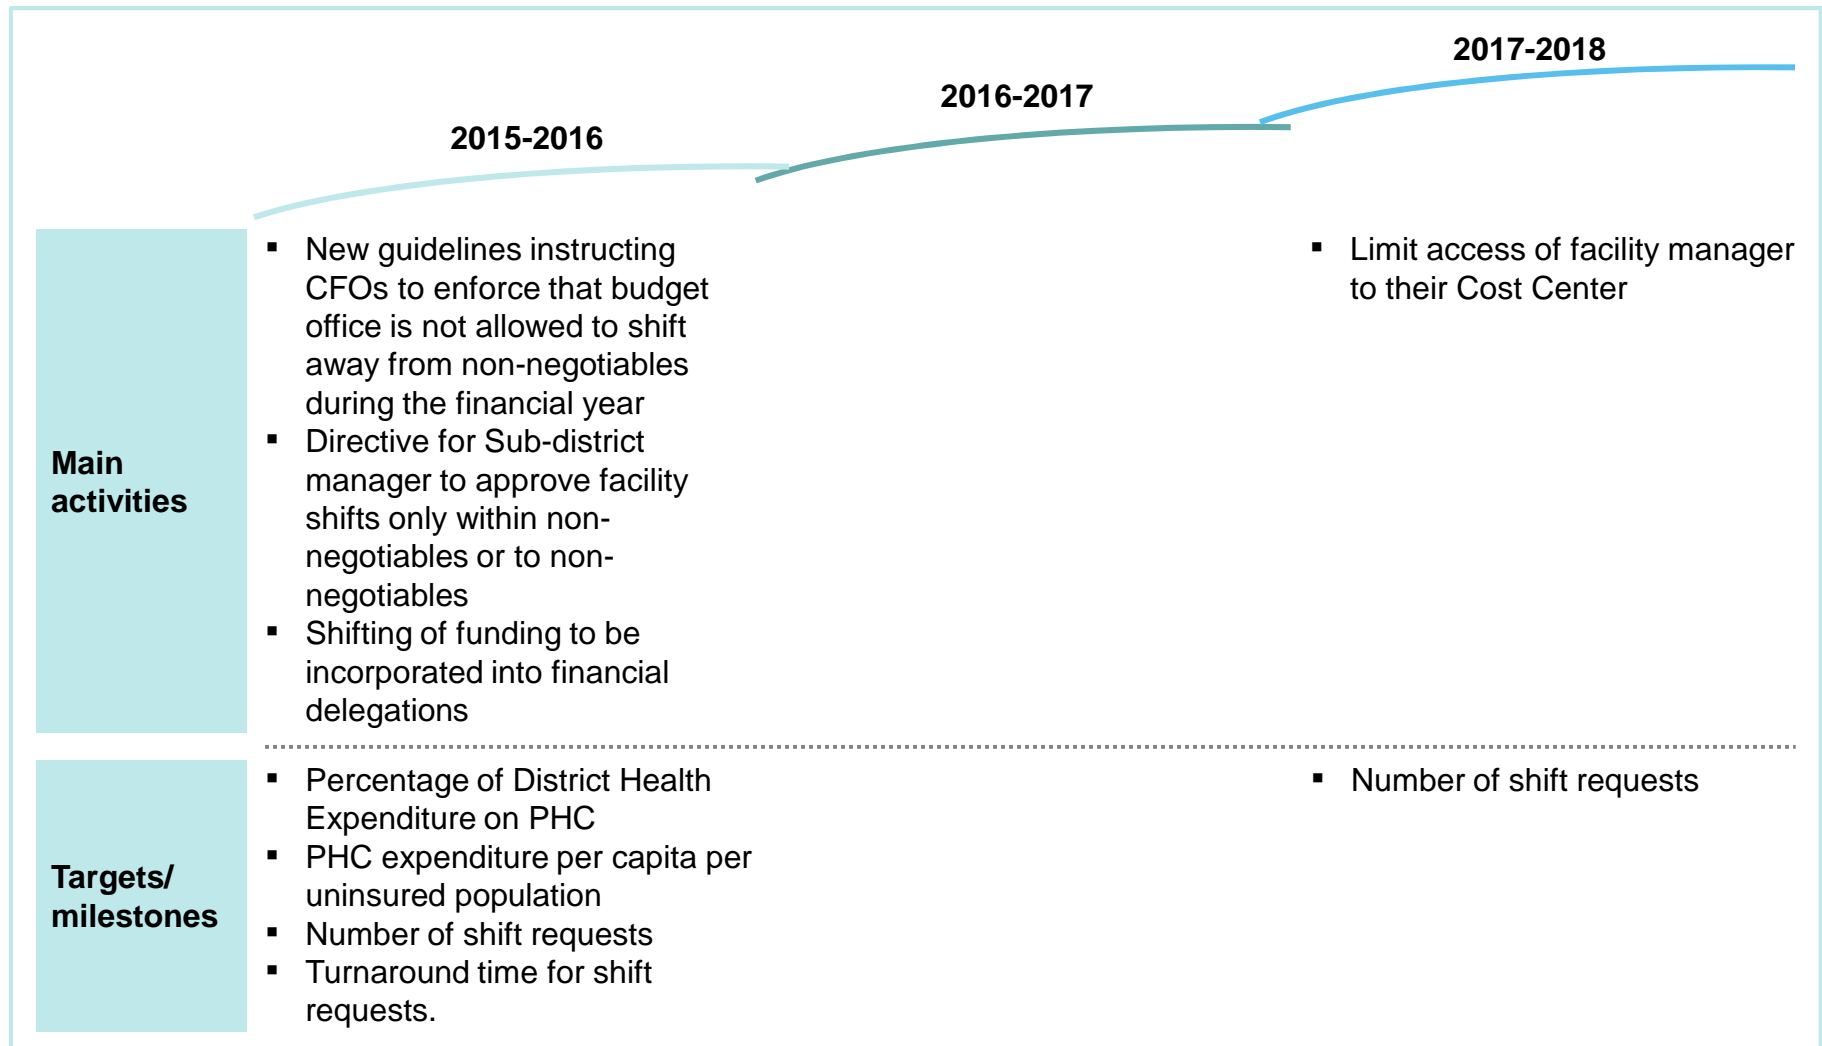 2017-2018
2016-2017
2015-2016
Main
activities
▪ New guidelines instructing
CFOs to enforce that budget
office is not allowed to shift
away from non-negotiables
during the financial year
▪ Directive for Sub-district
manager to approve facility
shifts only within non-
negotiables or to non-
negotiables
▪ Shifting of funding to be
incorporated into financial
delegations
▪ Limit access of facility manager
to their Cost Center
Targets/
milestones
▪ Percentage of District Health
Expenditure on PHC
▪ PHC expenditure per capita per
uninsured population
▪ Number of shift requests
▪ Turnaround time for shift
requests.
▪ Number of shift requests